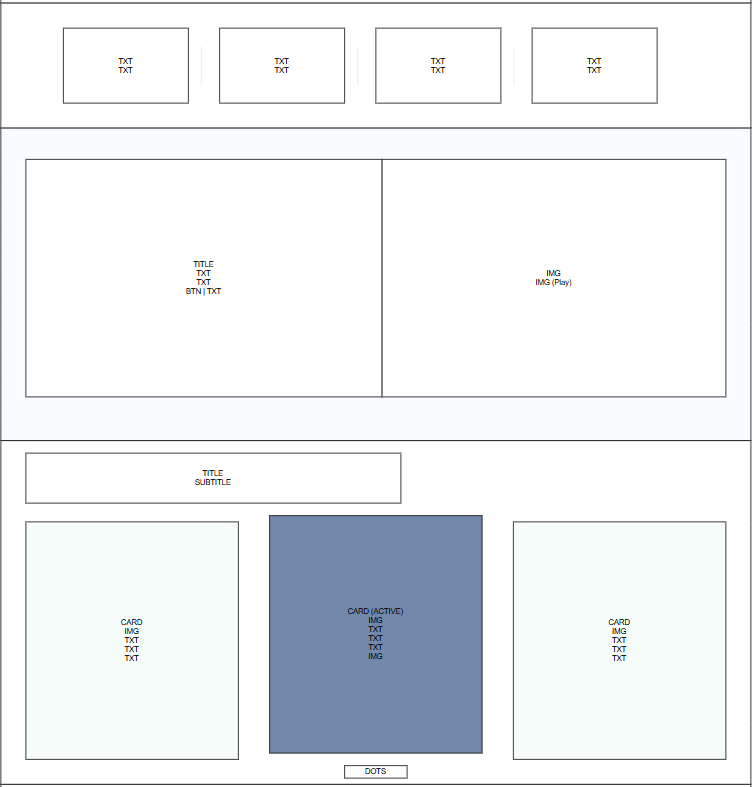 TXT
TXT
TXT
TXT
TXT
TXT
TXT
TXT
TITLE
TXT
TXT
BTN | TXT
IMG
IMG (Play)
TITLE
SUBTITLE
CARD
IMG
TXT
TXT
TXT
CARD (ACTIVE)
IMG
TXT
TXT
TXT
IMG
CARD
IMG
TXT
TXT
TXT
DOTS